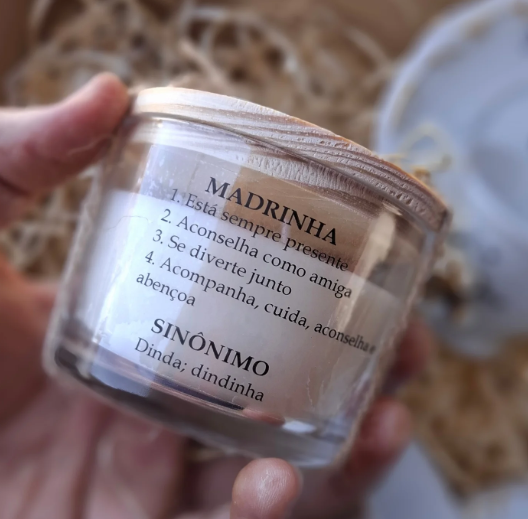 MADRINHA
1. Está sempre presente
2. Aconselha como amiga
3. Se diverte junto
4. Acompanha, cuida, aconselha e
abençoa
SINÔNIMO
Dinda; dindinha